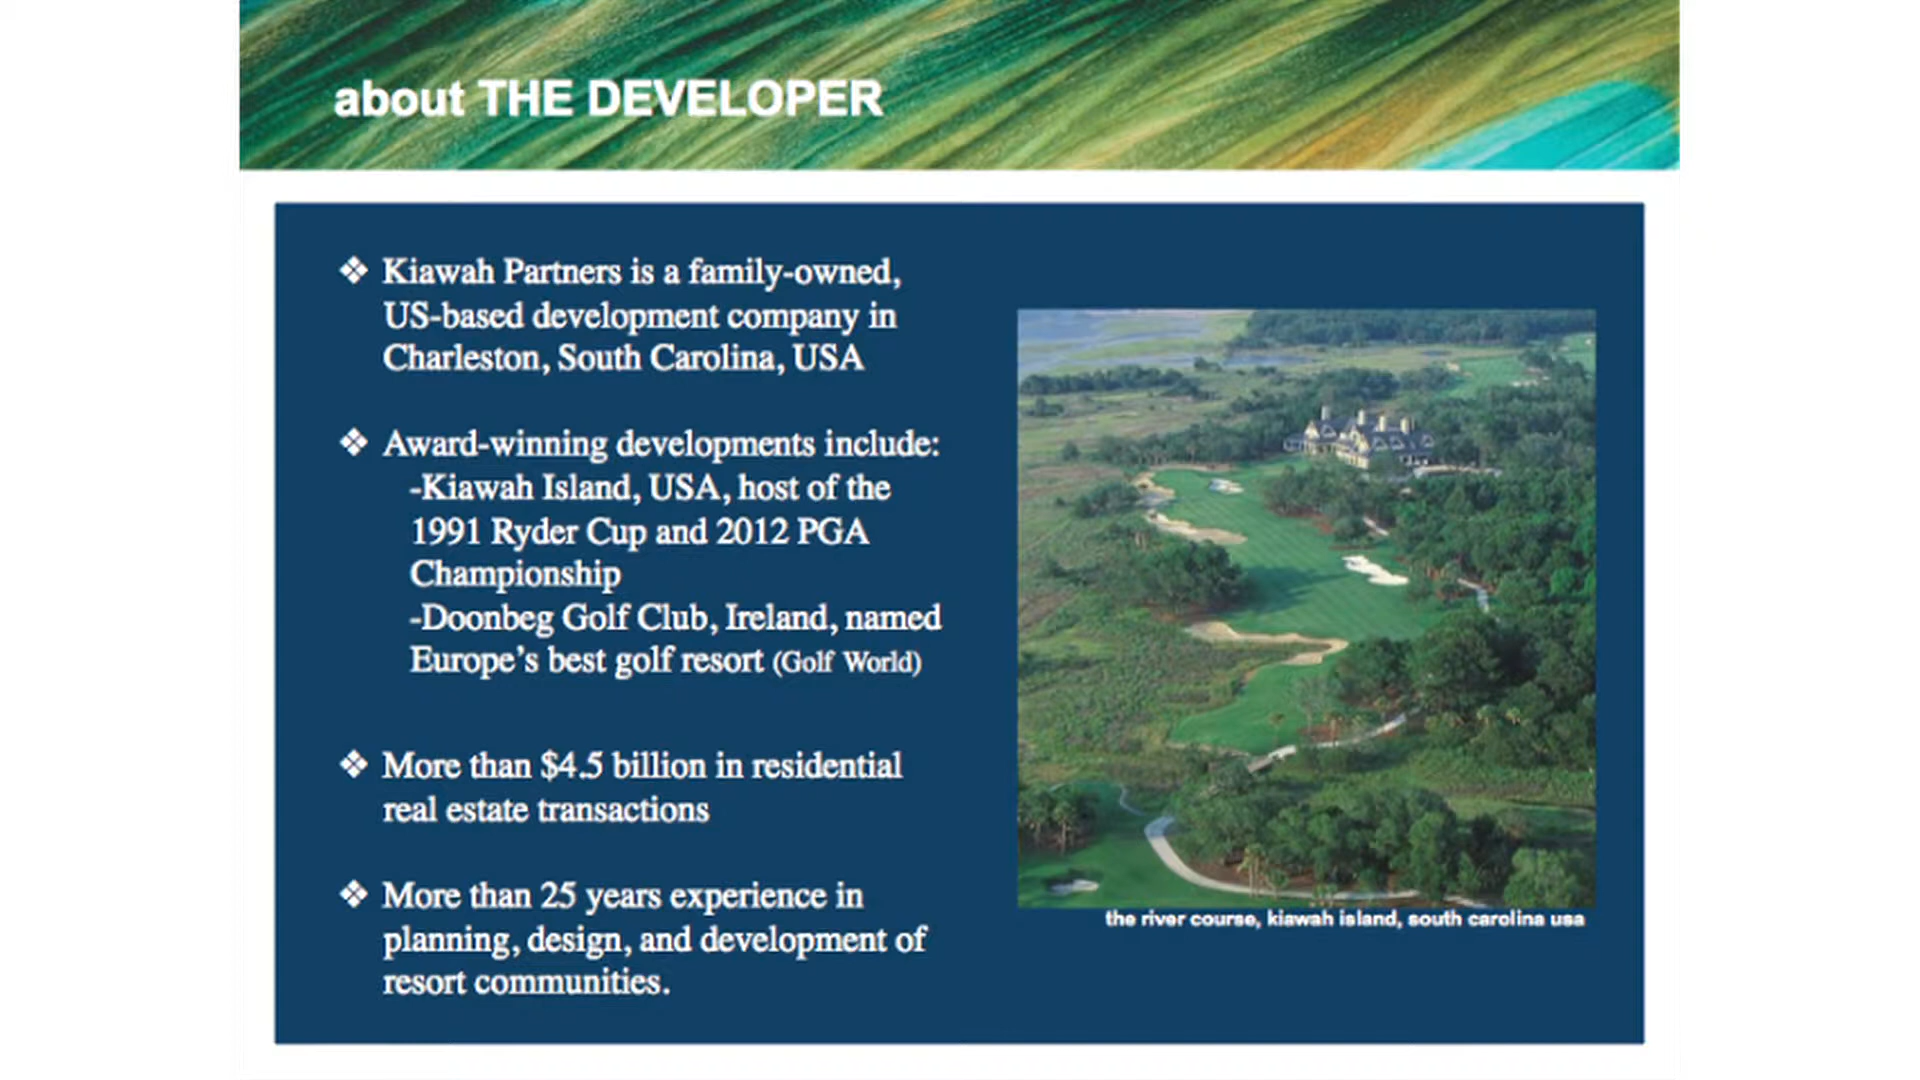 about THE DEVELOPER
❖ Kiawah Partners is a family-owned,
US-based development company in
Charleston, South Carolina, USA
❖ Award-winning developments include:
-Kiawah Island, USA, host of the
1991 Ryder Cup and 2012 PGA
Championship
-Doonbeg Golf Club, Ireland, named
Europe's best golf resort (Golf World)
❖ More than $4.5 billion in residential
real estate transactions
❖ More than 25 years experience in
planning, design, and development of
resort communities.
the river course, kiawah island, south carolina usa